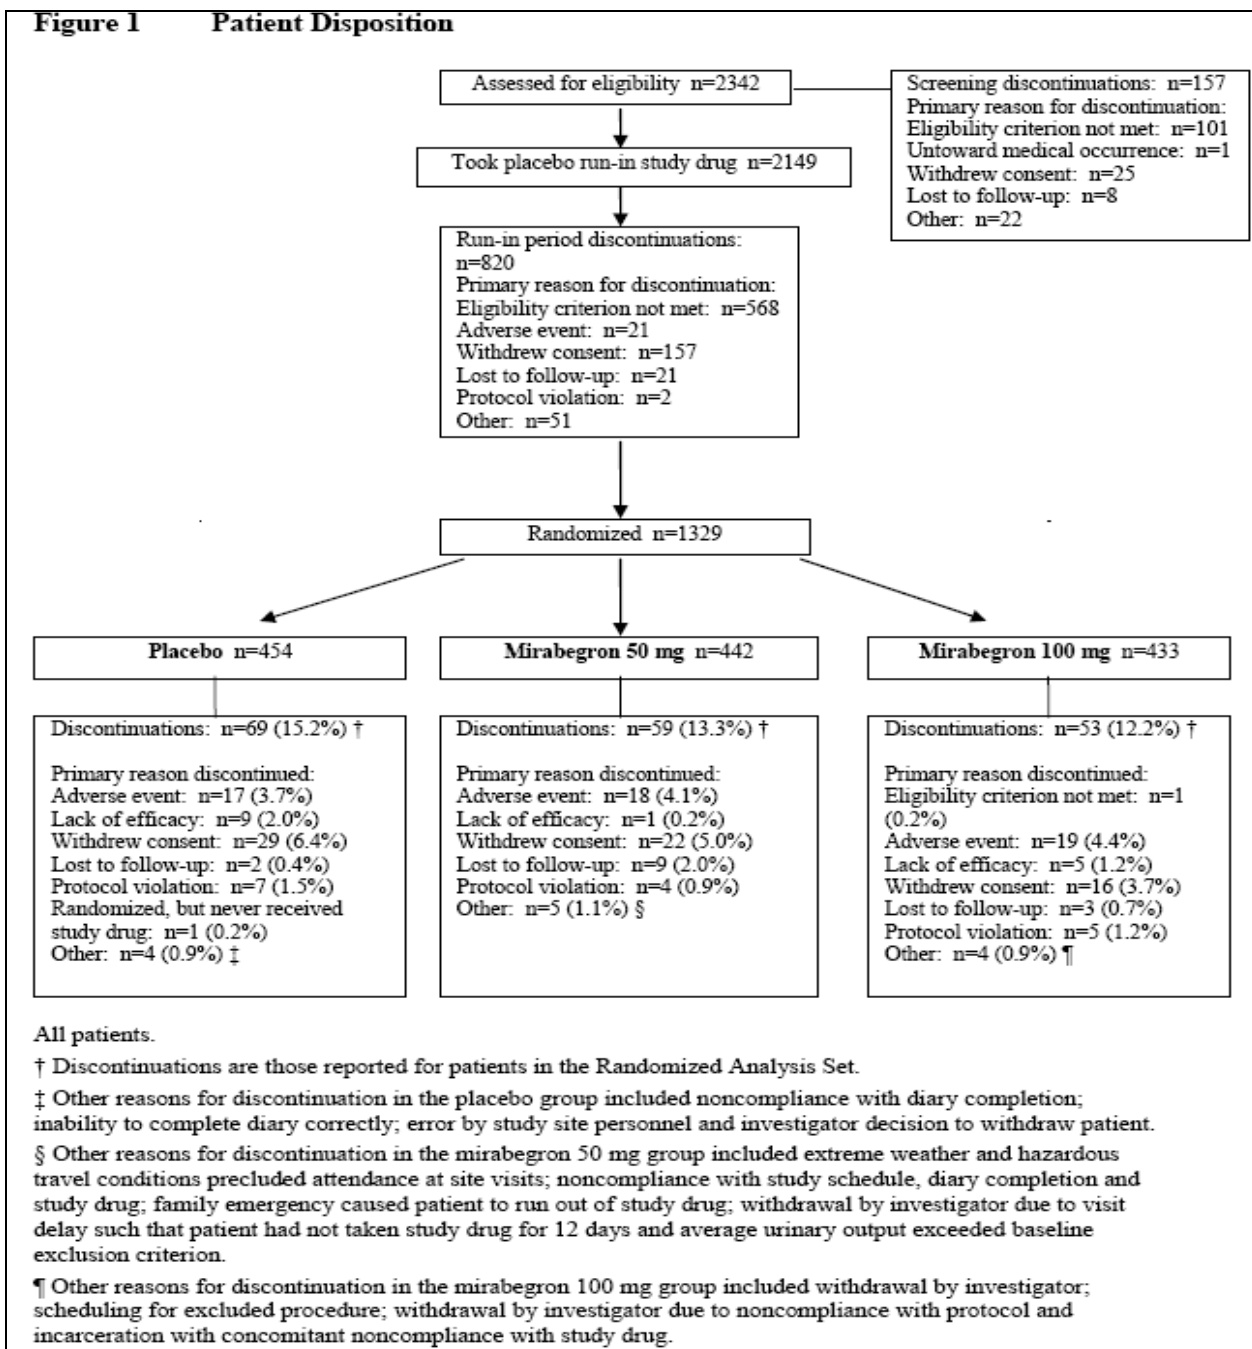 Figure 1 Patient Disposition
Assessed for eligibility n=2342
Screening discontinuations: n=157
Primary reason for discontinuation:
Eligibility criterion not met: n=101
Untoward medical occurrence: n=1
Withdrew consent: n=25
Lost to follow-up: n=8
Other: n=22
Took placebo run-in study drug n=2149
Run-in period discontinuations:
n=820
Primary reason for discontinuation:
Eligibility criterion not met: n=568
Adverse event: n=21
Withdrew consent: n=157
Lost to follow-up: n=21
Protocol violation: n=2
Other: n=51
Randomized n=1329
Placebo n=454
Discontinuations: n=69 (15.2%) †
Primary reason discontinued:
Adverse event: n=17 (3.7%)
Lack of efficacy: n=9 (2.0%)
Withdrew consent: n=29 (6.4%)
Lost to follow-up: n=2 (0.4%)
Protocol violation: n=7 (1.5%)
Randomized, but never received
study drug: n=1 (0.2%)
Other: n=4 (0.9%) ‡
Mirabegron 50 mg n=442
Discontinuations: n=59 (13.3%) †
Primary reason discontinued:
Adverse event: n=18 (4.1%)
Lack of efficacy: n=1 (0.2%)
Withdrew consent: n=22 (5.0%)
Lost to follow-up: n=9 (2.0%)
Protocol violation: n=4 (0.9%)
Other: n=5 (1.1%) §
Mirabegron 100 mg n=433
Discontinuations: n=53 (12.2%) †
Primary reason discontinued:
Eligibility criterion not met: n=1
(0.2%)
Adverse event: n=19 (4.4%)
Lack of efficacy: n=5 (1.2%)
Withdrew consent: n=16 (3.7%)
Lost to follow-up: n=3 (0.7%)
Protocol violation: n=5 (1.2%)
Other: n=4 (0.9%) ¶
All patients.
† Discontinuations are those reported for patients in the Randomized Analysis Set.
‡ Other reasons for discontinuation in the placebo group included noncompliance with diary completion;
inability to complete diary correctly; error by study site personnel and investigator decision to withdraw patient.
§ Other reasons for discontinuation in the mirabegron 50 mg group included extreme weather and hazardous
travel conditions precluded attendance at site visits; noncompliance with study schedule, diary completion and
study drug; family emergency caused patient to run out of study drug; withdrawal by investigator due to visit
delay such that patient had not taken study drug for 12 days and average urinary output exceeded baseline
exclusion criterion.
¶ Other reasons for discontinuation in the mirabegron 100 mg group included withdrawal by investigator;
scheduling for excluded procedure; withdrawal by investigator due to noncompliance with protocol and
incarceration with concomitant noncompliance with study drug.